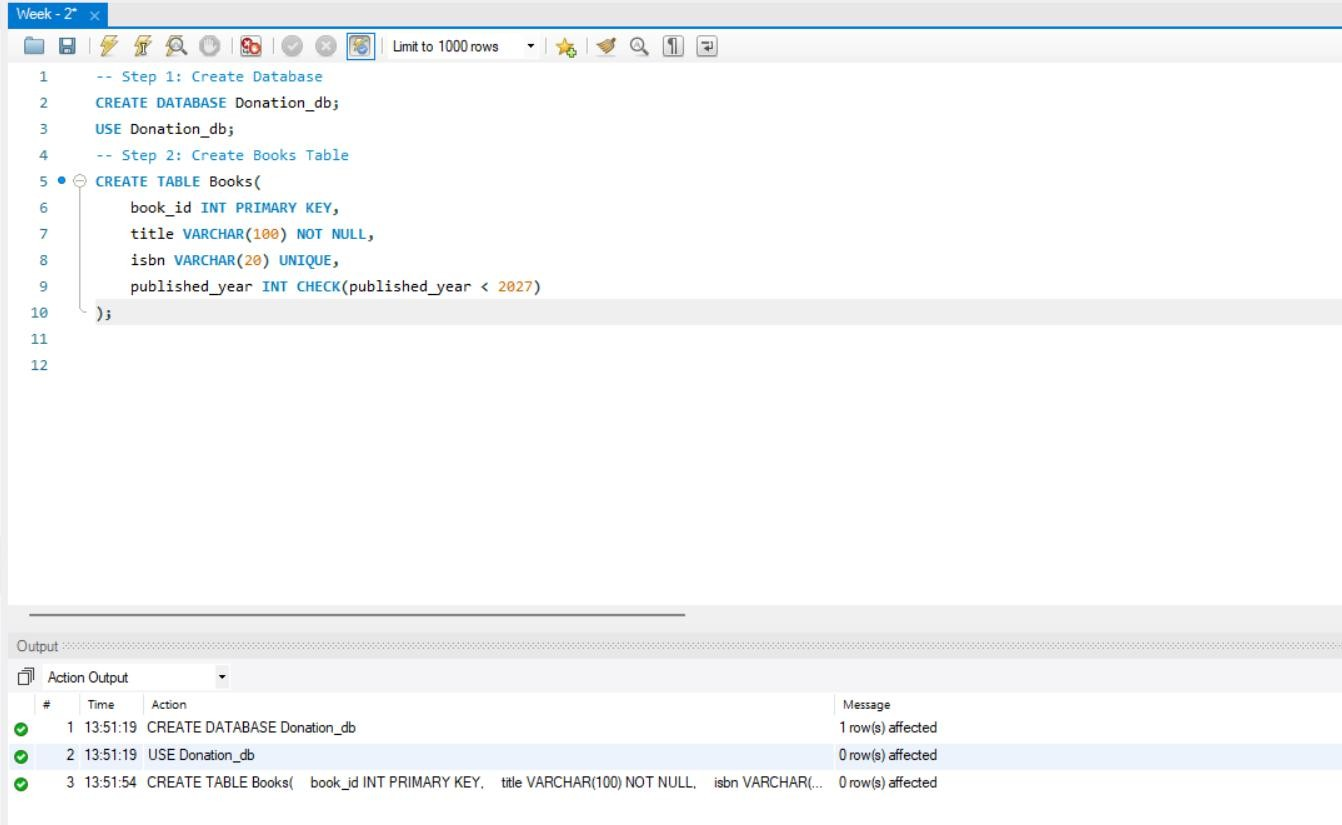 Week - 2*
Limit to 1000 rows
1 -- Step 1: Create Database
2 CREATE DATABASE Donation_db;
3 USE Donation_db;
4 -- Step 2: Create Books Table
5 CREATE TABLE Books(
6 book_id INT PRIMARY KEY,
7 title VARCHAR(100) NOT NULL,
8 isbn VARCHAR(20) UNIQUE,
9 published_year INT CHECK(published_year < 2027)
10 );
11
12
Output
Action Output
# Time Action Message
1 13:51:19 CREATE DATABASE Donation_db 1 row(s) affected
2 13:51:19 USE Donation_db 0 row(s) affected
3 13:51:54 CREATE TABLE Books( book_id INT PRIMARY KEY, title VARCHAR(100) NOT NULL, isbn VARCHAR(... 0 row(s) affected